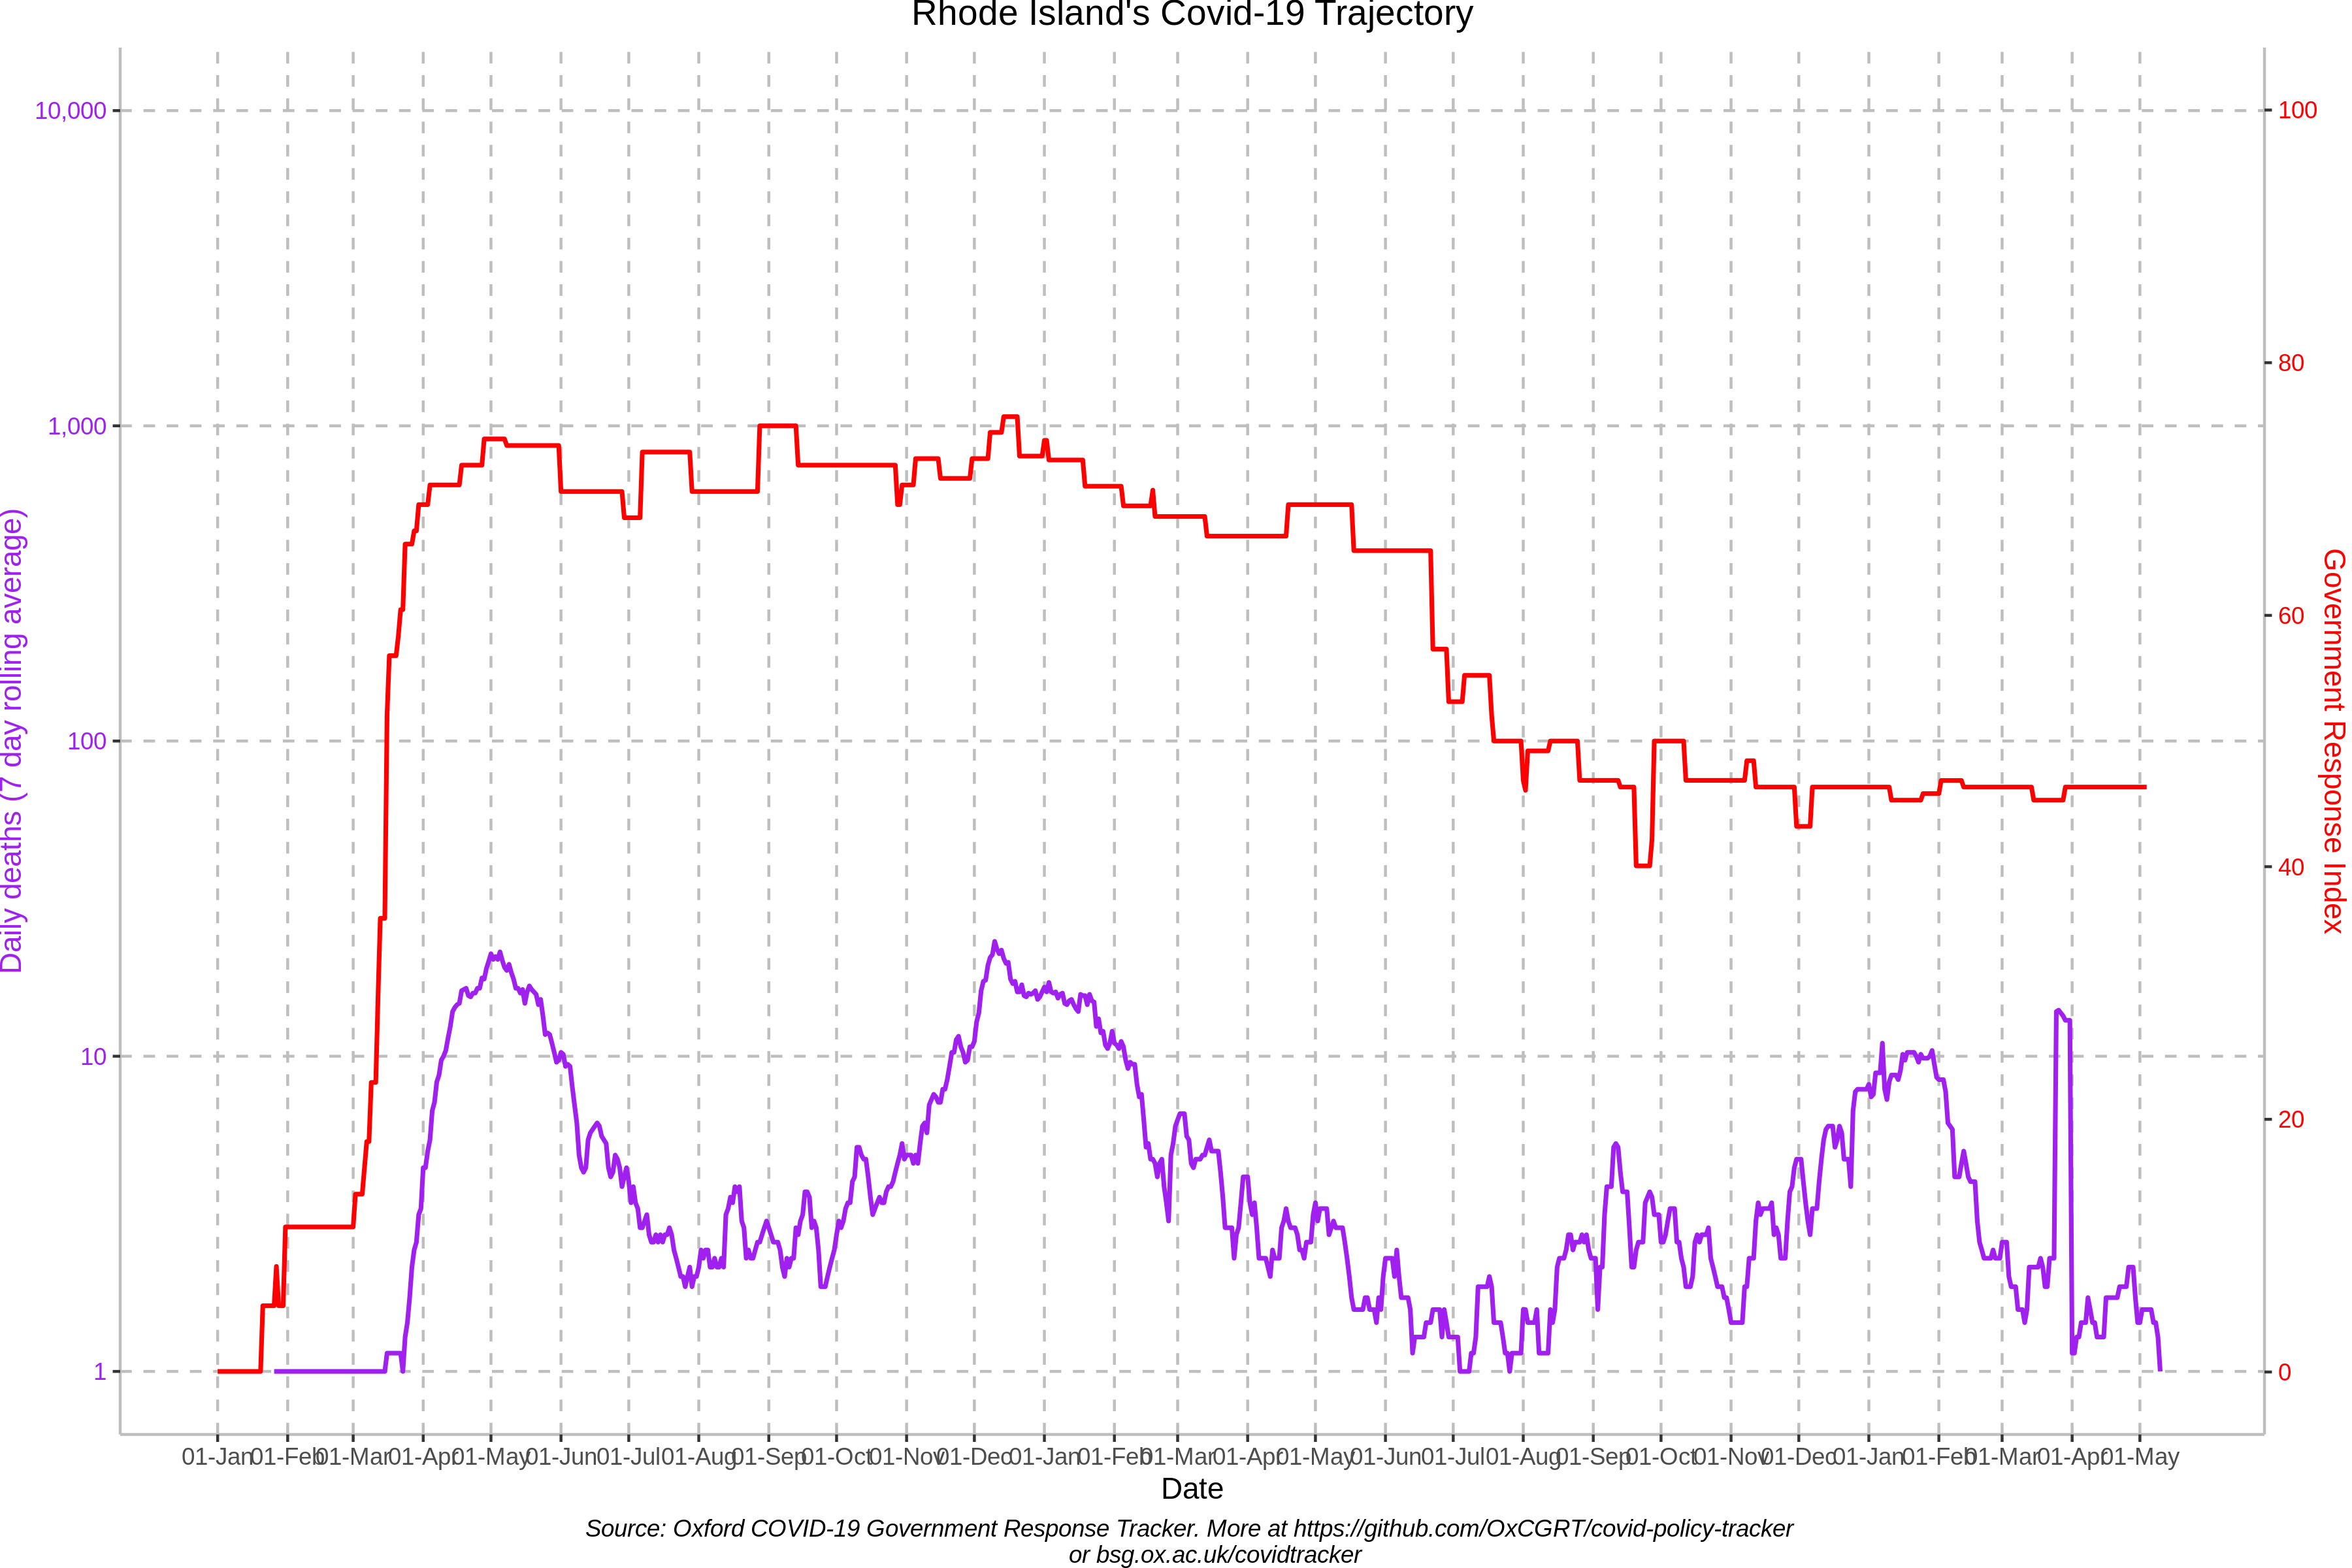 Rhode Island's Covid-19 Trajectory
10,000
1,000
100
10
1
Daily deaths (7 day rolling average)
100
80
60
40
20
0
Government Response Index
01-Jan 01-Feb 01-Mar 01-Apr 01-May 01-Jun 01-Jul 01-Aug 01-Sep 01-Oct 01-Nov 01-Dec 01-Jan 01-Feb 01-Mar 01-Apr 01-May 01-Jun 01-Jul 01-Aug 01-Sep 01-Oct 01-Nov 01-Dec 01-Jan 01-Feb 01-Mar 01-Apr 01-May
Date
Source: Oxford COVID-19 Government Response Tracker. More at https://github.com/OxCGRT/covid-policy-tracker
or bsg.ox.ac.uk/covidtracker